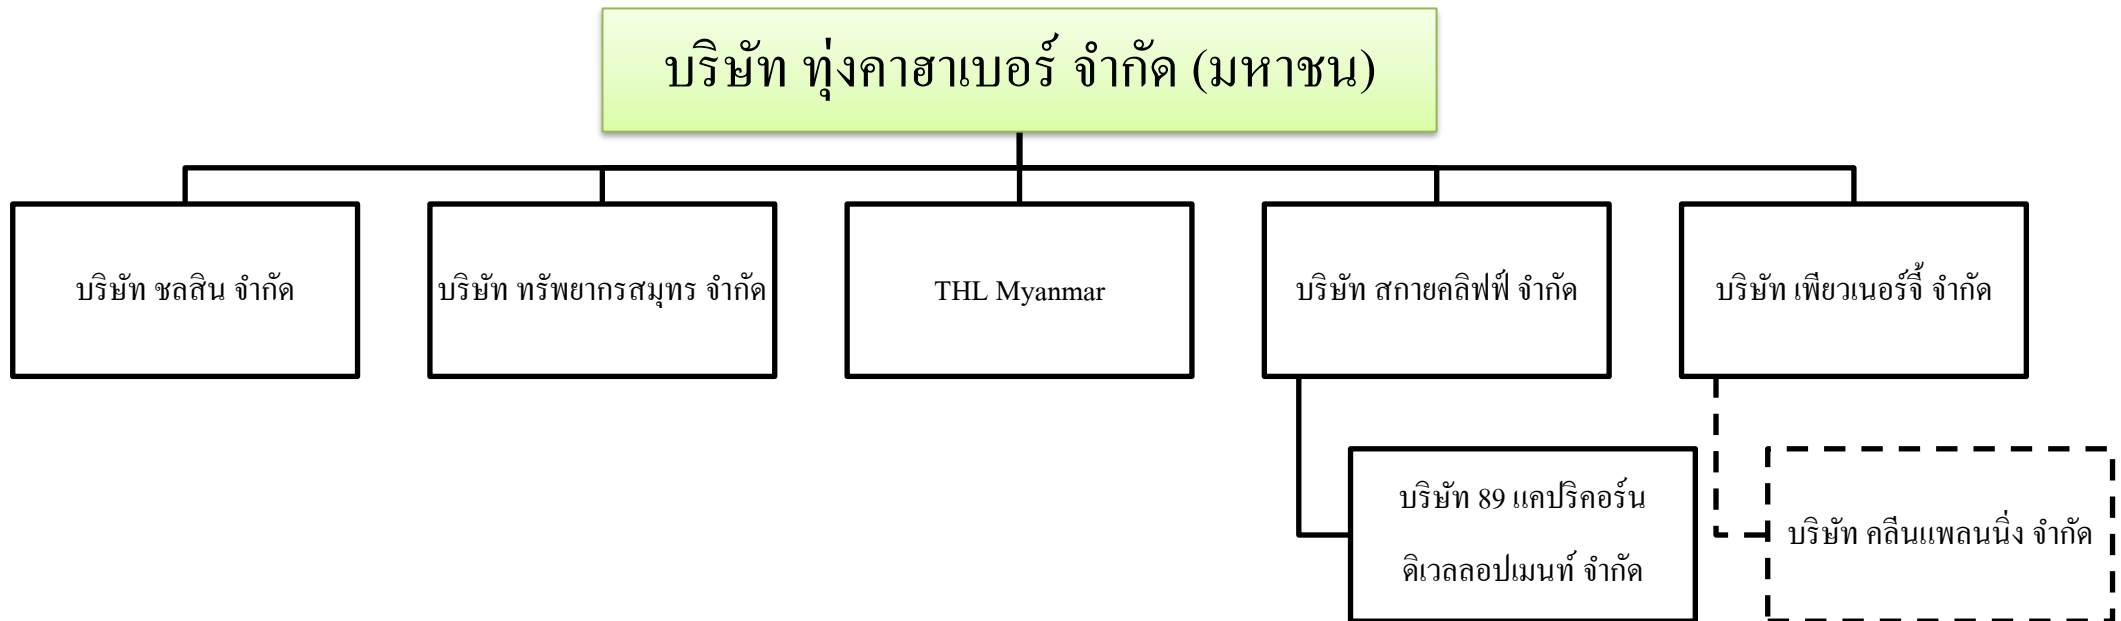 บริษัท ทุ่งคาฮาเบอร์ จำกัด (มหาชน)
บริษัท ชลสิน จำกัด
บริษัท ทรัพยากรสมุทร จำกัด
THL Myanmar
บริษัท สกายคลิฟฟ์ จำกัด
บริษัท เพียวเนอร์จี้ จำกัด
บริษัท 89 แคปริคอร์น
ดิเวลลอปเมนท์ จำกัด
บริษัท คลีนแพลนนิ่ง จำกัด